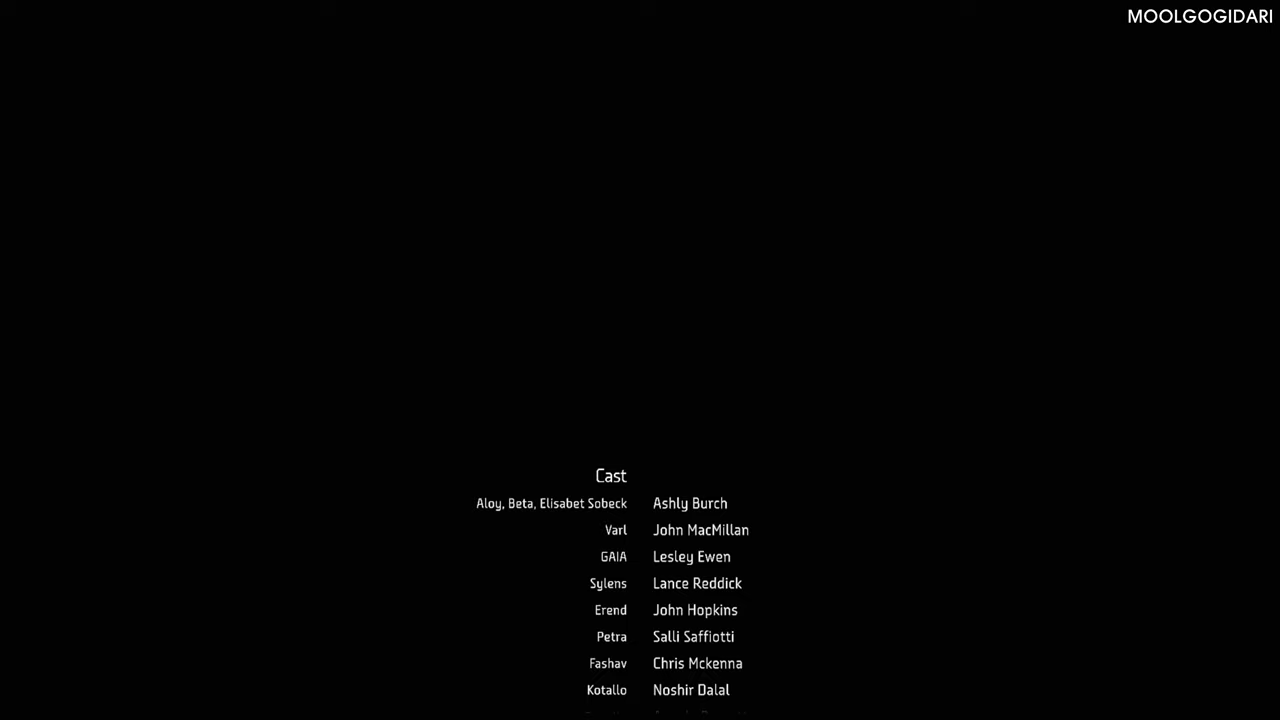 MOOLGOGIDARI
Cast
Aloy, Beta, Elisabet Sobeck Ashly Burch
Varl John MacMillan
GAIA Lesley Ewen
Sylens Lance Reddick
Erend John Hopkins
Petra Salli Saffiotti
Fashav Chris Mckenna
Kotallo Noshir Dalal